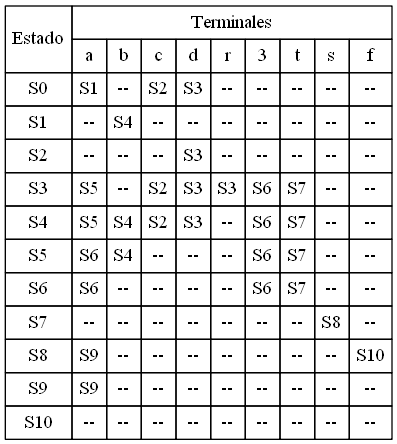 Estado Terminales
a b c d r 3 t s f
S0 S1 -- S2 S3 -- -- -- -- --
S1 -- S4 -- -- -- -- -- -- --
S2 -- -- -- S3 -- -- -- -- --
S3 S5 -- S2 S3 S3 S6 S7 -- --
S4 S5 S4 S2 S3 -- S6 S7 -- --
S5 S6 S4 -- -- -- S6 S7 -- --
S6 S6 -- -- -- -- S6 S7 -- --
S7 -- -- -- -- -- -- -- S8 --
S8 S9 -- -- -- -- -- -- -- S10
S9 S9 -- -- -- -- -- -- -- --
S10 -- -- -- -- -- -- -- -- --